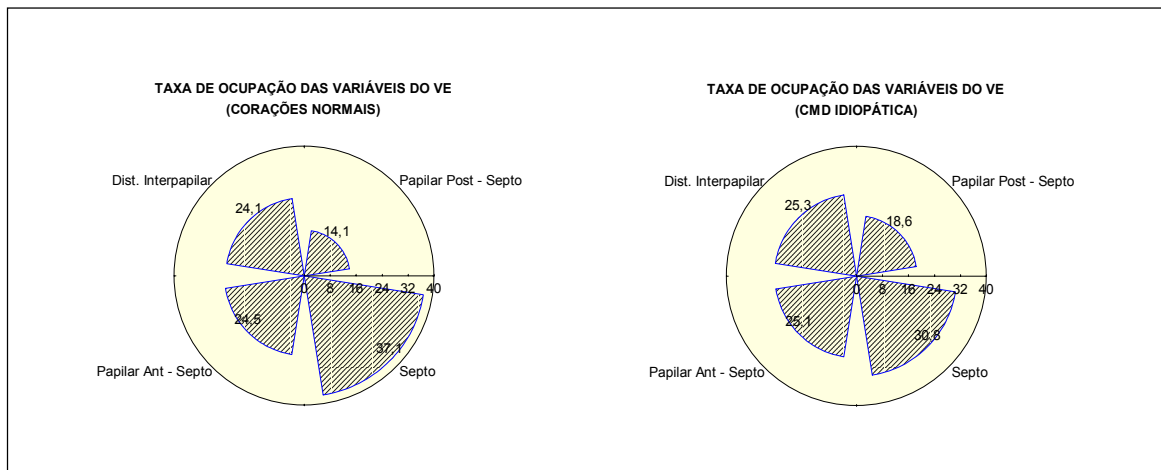 TAXA DE OCUPAÇÃO DAS VARIÁVEIS DO VE
(CORAÇÕES NORMAIS)
Dist. Interpapilar
Papilar Post - Septo
24,1
14,1
0 8 16 24 32 40
24,5
37,1
Papilar Ant - Septo
Septo
TAXA DE OCUPAÇÃO DAS VARIÁVEIS DO VE
(CMD IDIOPÁTICA)
Dist. Interpapilar
Papilar Post - Septo
25,3
18,6
0 8 16 24 32 40
25,1
30,8
Papilar Ant - Septo
Septo